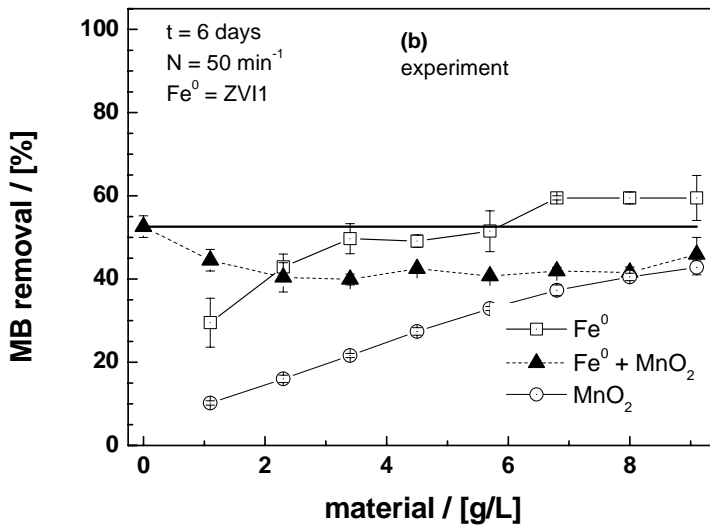 100
80
60
40
20
0
MB removal / [%]
t = 6 days
N = 50 min⁻¹
Fe⁰ = ZVI1
(b)
experiment
Fe⁰
Fe⁰ + MnO₂
MnO₂
0 2 4 6 8
material / [g/L]